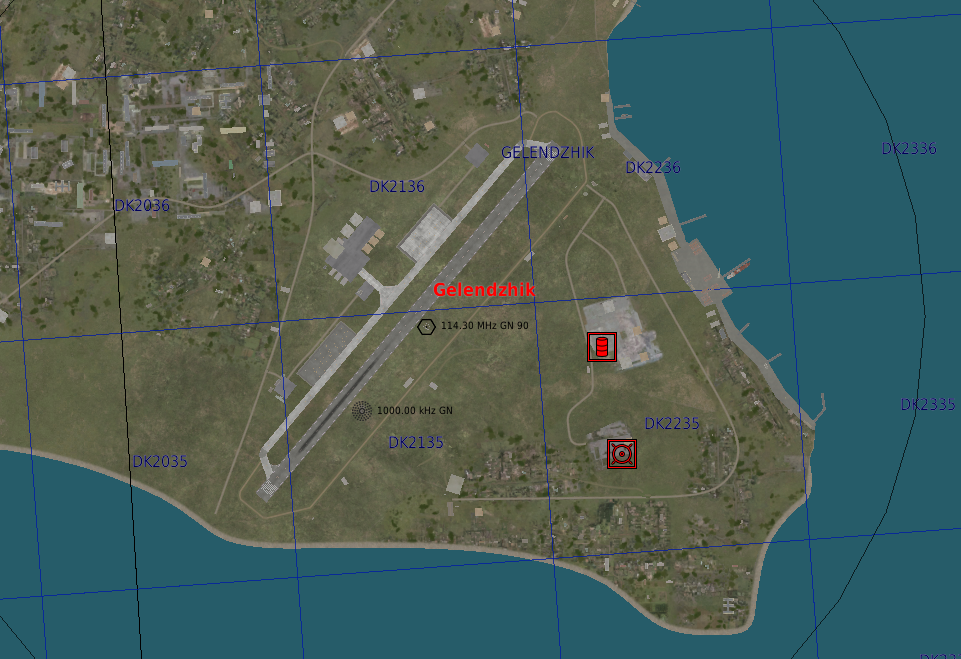 DK2336
GELENDZHIK
DK2236
DK2136
DK2036
Gelendzhik
114.30 MHz GN 90
DK2335
1000.00 kHz GN
DK2235
DK2135
DK2035